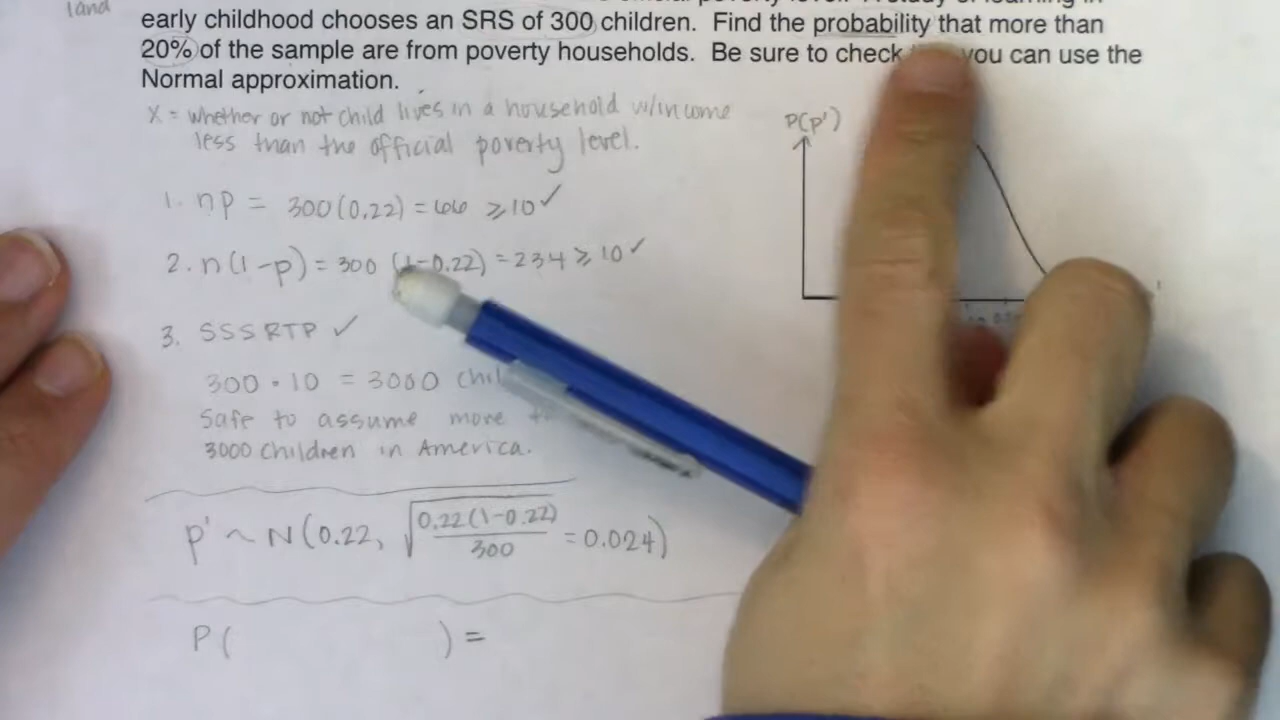 land
early childhood chooses an SRS of 300 children. Find the probability that more than
20% of the sample are from poverty households. Be sure to check you can use the
Normal approximation.
X = whether or not child lives in a household w/income
less than the official poverty level.
P(p')
1. np = 300(0.22) = 66 ≥10 ✓
2. n(1-p) = 300 (1-0.22) = 234 ≥ 10 ✓
3. SSSRTP ✓
300 • 10 = 3000
Safe to assume more
3000 children in America.
p' ~ N(0.22, √(0.22(1-0.22)/300) = 0.024)
P( ) =